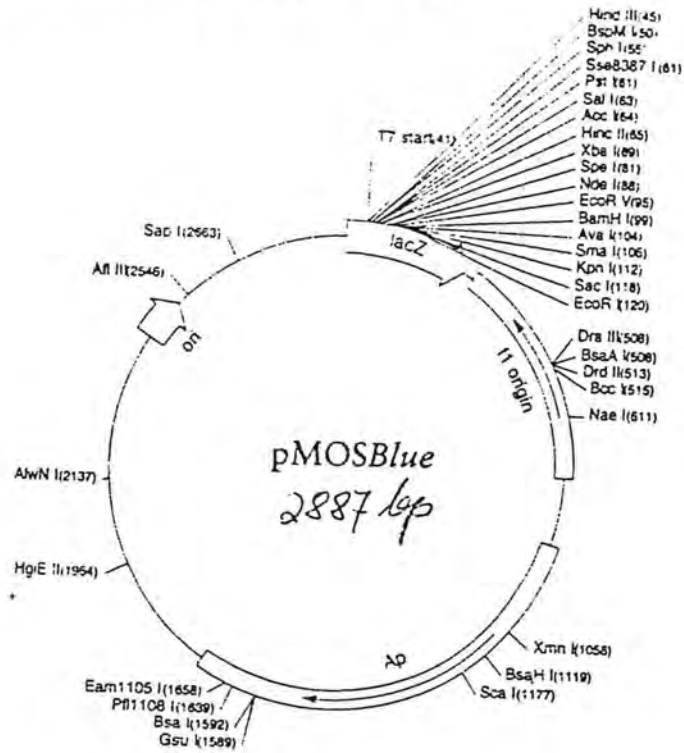 Hind III(45)
BspM I(50)
Sph I(55)
Sse8387 I(61)
Pst I(61)
Sal I(63)
Acc I(64)
Hinc II(65)
Xba I(69)
Spe I(81)
Nde I(88)
EcoR V(95)
BamH I(99)
Ava I(104)
Sma I(106)
Kpn I(112)
Sac I(118)
EcoR I(120)
T7 start(41)
lacZ
Sap I(2663)
Afl III(2546)
ori
f1 origin
Dra III(508)
BsaA I(508)
Drd II(513)
Bcc I(515)
Nae I(611)
pMOSBlue
2887 bp
AlwN I(2137)
HgiE II(1964)
Ap
Xmn I(1058)
BsaH I(1119)
Sca I(1177)
Eam1105 I(1658)
Pfl1108 I(1639)
Bsa I(1592)
Gsu I(1589)